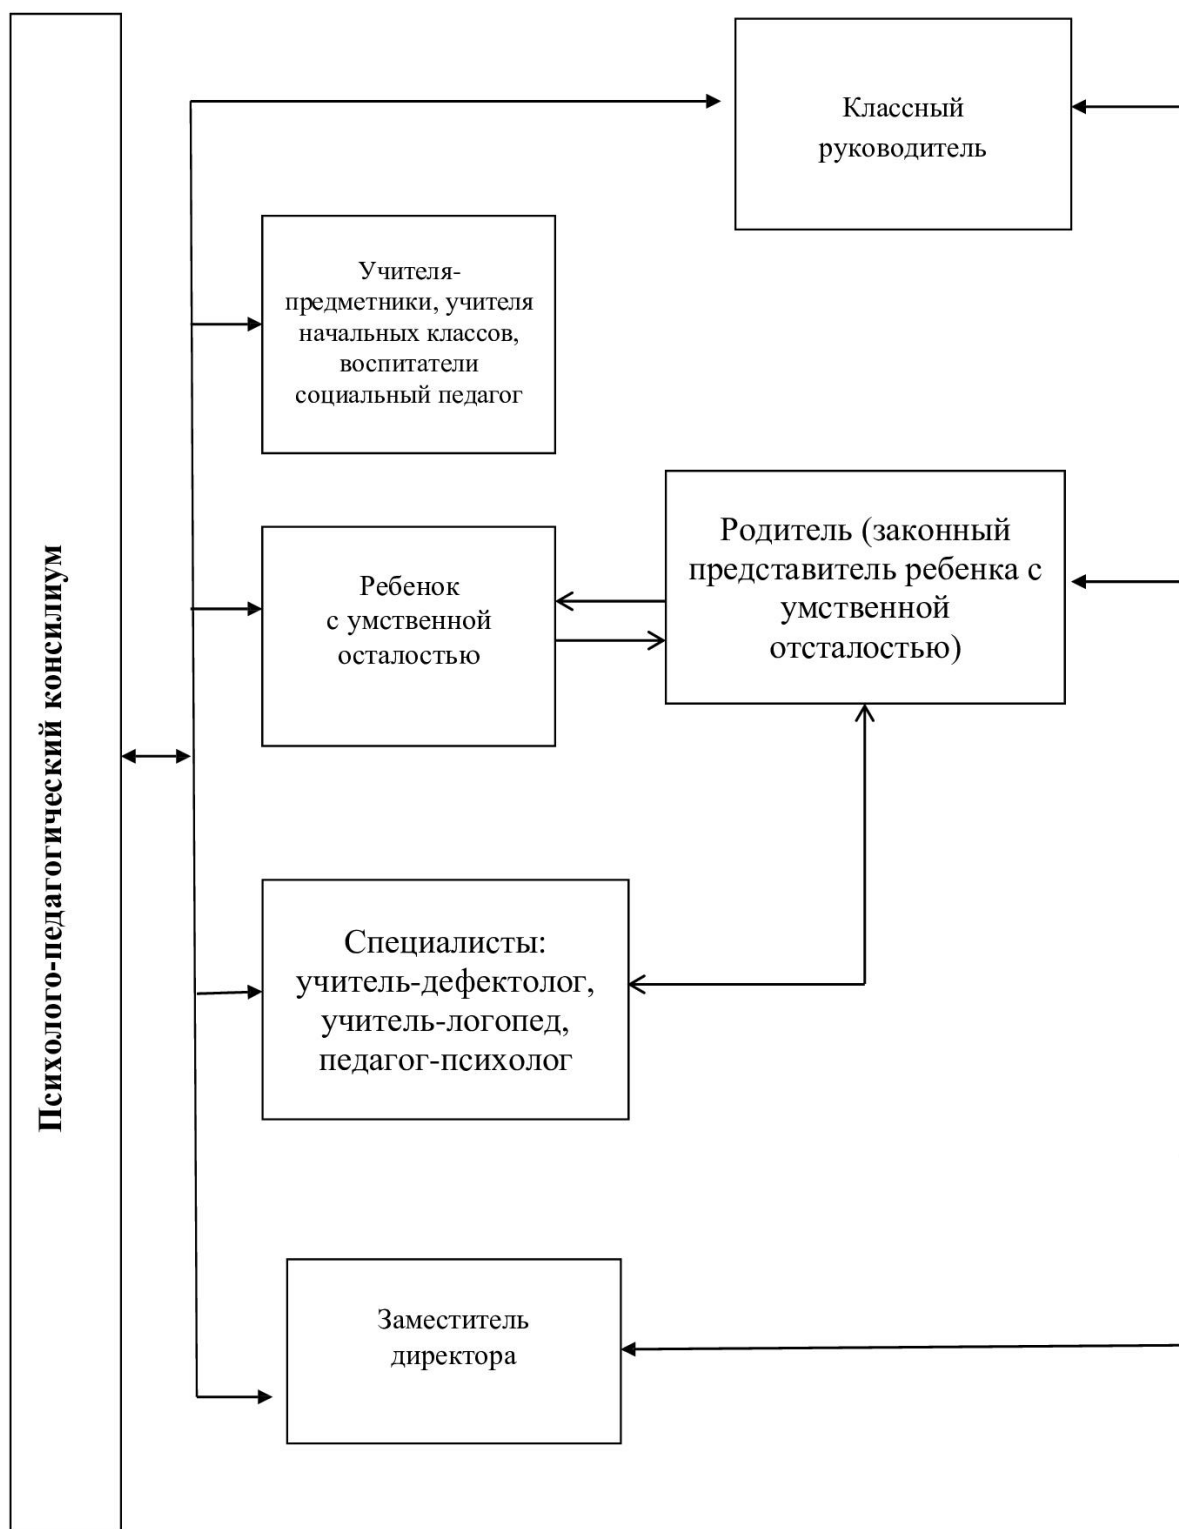 Психолого-педагогический консилиум
Классный
руководитель
Учителя-
предметники, учителя
начальных классов,
воспитатели
социальный педагог
Ребенок
с умственной
осталостью
Родитель (законный
представитель ребенка с
умственной
отсталостью)
Специалисты:
учитель-дефектолог,
учитель-логопед,
педагог-психолог
Заместитель
директора